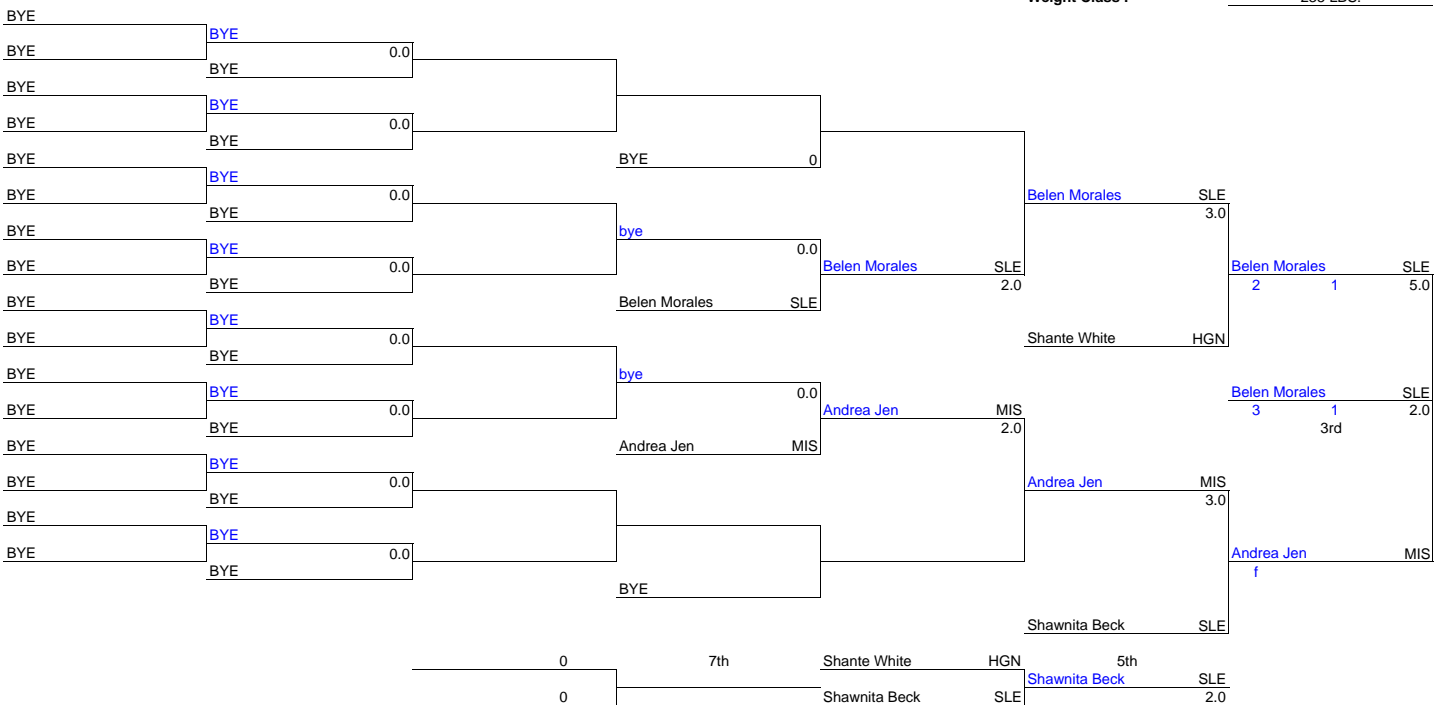 Weight Class :
BYE
BYE
BYE 0.0
BYE
BYE
BYE
BYE 0.0
BYE
BYE
BYE BYE 0
BYE
BYE 0.0 Belen Morales SLE
BYE
BYE 3.0
BYE
bye
BYE 0.0
BYE 0.0 Belen Morales SLE Belen Morales SLE
BYE 2.0 2 1 5.0
BYE Belen Morales SLE
BYE
BYE 0.0 Shante White HGN
BYE
BYE bye
BYE 0.0 Belen Morales SLE
BYE 0.0 Andrea Jen MIS 3 1 2.0
BYE 2.0 3rd
BYE Andrea Jen MIS
BYE
BYE 0.0 Andrea Jen MIS
BYE 3.0
BYE
BYE
BYE 0.0 Andrea Jen MIS
BYE f
BYE
Shawnita Beck SLE
0 7th Shante White HGN 5th
Shawnita Beck SLE
0 Shawnita Beck SLE 2.0